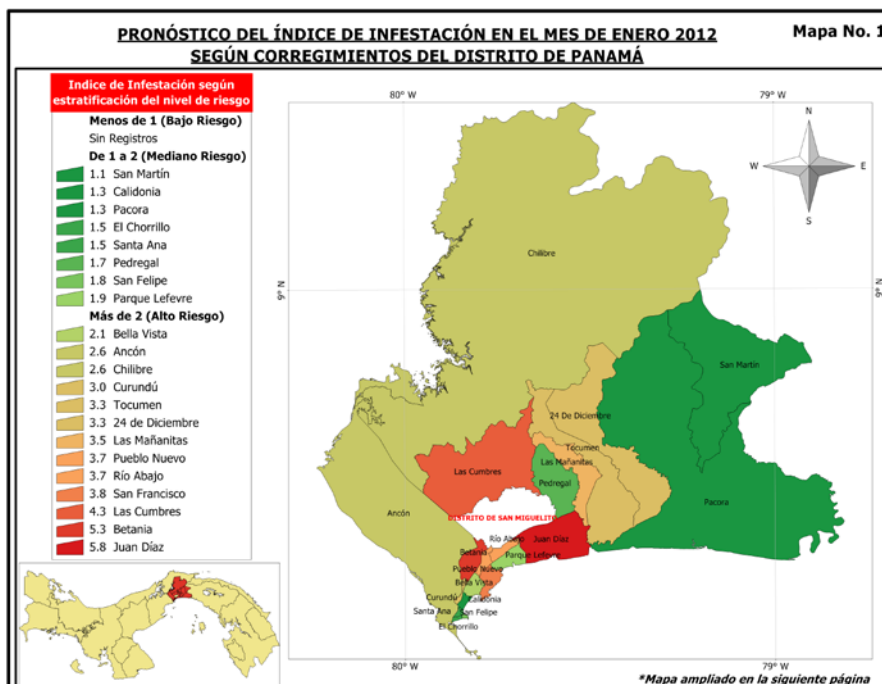 PRONÓSTICO DEL ÍNDICE DE INFESTACIÓN EN EL MES DE ENERO 2012
SEGÚN CORREGIMIENTOS DEL DISTRITO DE PANAMÁ
Mapa No. 1
Indice de Infestación según
estratificación del nivel de riesgo
Menos de 1 (Bajo Riesgo)
Sin Registros
De 1 a 2 (Mediano Riesgo)
1.1 San Martín
1.3 Calidonia
1.3 Pacora
1.5 El Chorrillo
1.5 Santa Ana
1.7 Pedregal
1.8 San Felipe
1.9 Parque Lefevre
Más de 2 (Alto Riesgo)
2.1 Bella Vista
2.6 Ancón
2.6 Chilibre
3.0 Curundú
3.3 Tocumen
3.3 24 de Diciembre
3.5 Las Mañanitas
3.7 Pueblo Nuevo
3.7 Río Abajo
3.8 San Francisco
4.3 Las Cumbres
5.3 Betania
5.8 Juan Díaz
80° W
79° W
N
W
E
S
9° N
9° N
Chilibre
San Martín
24 De Diciembre
Tocumen
Las Mañanitas
Las Cumbres
Pedregal
Pacora
Ancón
DISTRITO DE SAN MIGUELITO
Río Abajo
Juan Díaz
Betania
Parque Lefevre
Pueblo Nuevo
Bella Vista
Curundú
Calidonia
Santa Ana
San Felipe
El Chorrillo
80° W
79° W
*Mapa ampliado en la siguiente página